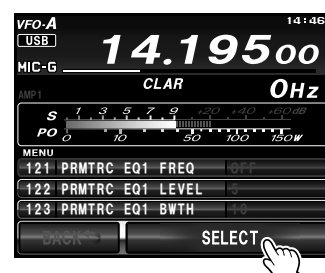 VFO-A 14:46
USB 14.19500
MIC-G
AMP1 CLAR 0Hz
S 1 3 5 7 9 +20 +40 +60dB
PO 0 10 50 100 150W
MENU
121 PRMTRC EQ1 FREQ OFF
122 PRMTRC EQ1 LEVEL 5
123 PRMTRC EQ1 BWTH 10
BACK SELECT